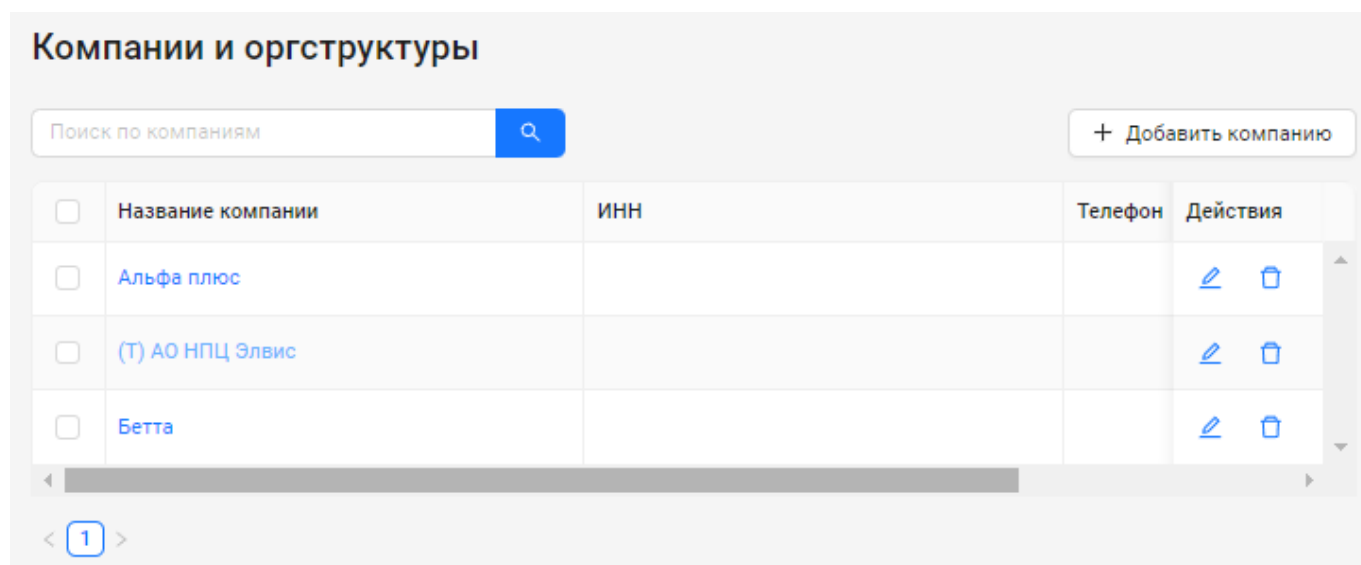 Компании и оргструктуры
Поиск по компаниям
+ Добавить компанию
Название компании ИНН Телефон Действия
Альфа плюс
(Т) АО НПЦ Элвис
Бетта
< 1 >